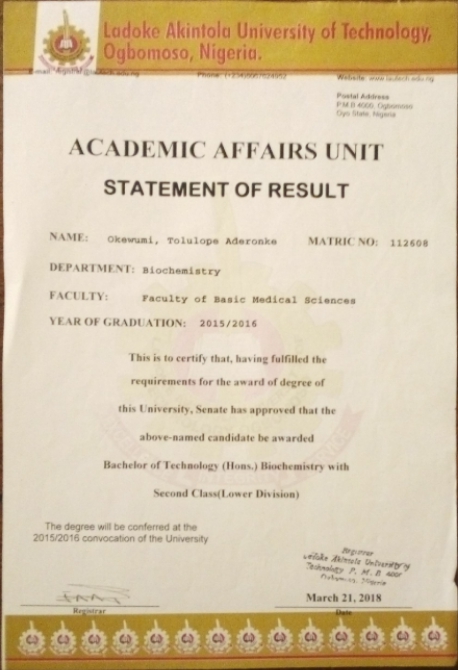 Ladoke Akintola University of Technology,
Ogbomoso, Nigeria.
Website: www.lautech.edu.ng
Postal Address
P.M.B 4000, Ogbomoso
Oyo State, Nigeria
ACADEMIC AFFAIRS UNIT
STATEMENT OF RESULT
NAME: Okewumi, Tolulope Aderonke MATRIC NO: 112608
DEPARTMENT: Biochemistry
FACULTY: Faculty of Basic Medical Sciences
YEAR OF GRADUATION: 2015/2016
This is to certify that, having fulfilled the
requirements for the award of degree of
this University, Senate has approved that the
above-named candidate be awarded
Bachelor of Technology (Hons.) Biochemistry with
Second Class(Lower Division)
The degree will be conferred at the
2015/2016 convocation of the University
Registrar
Ladoke Akintola University of
Technology P. M. B 4000
March 21, 2018
Registrar Date